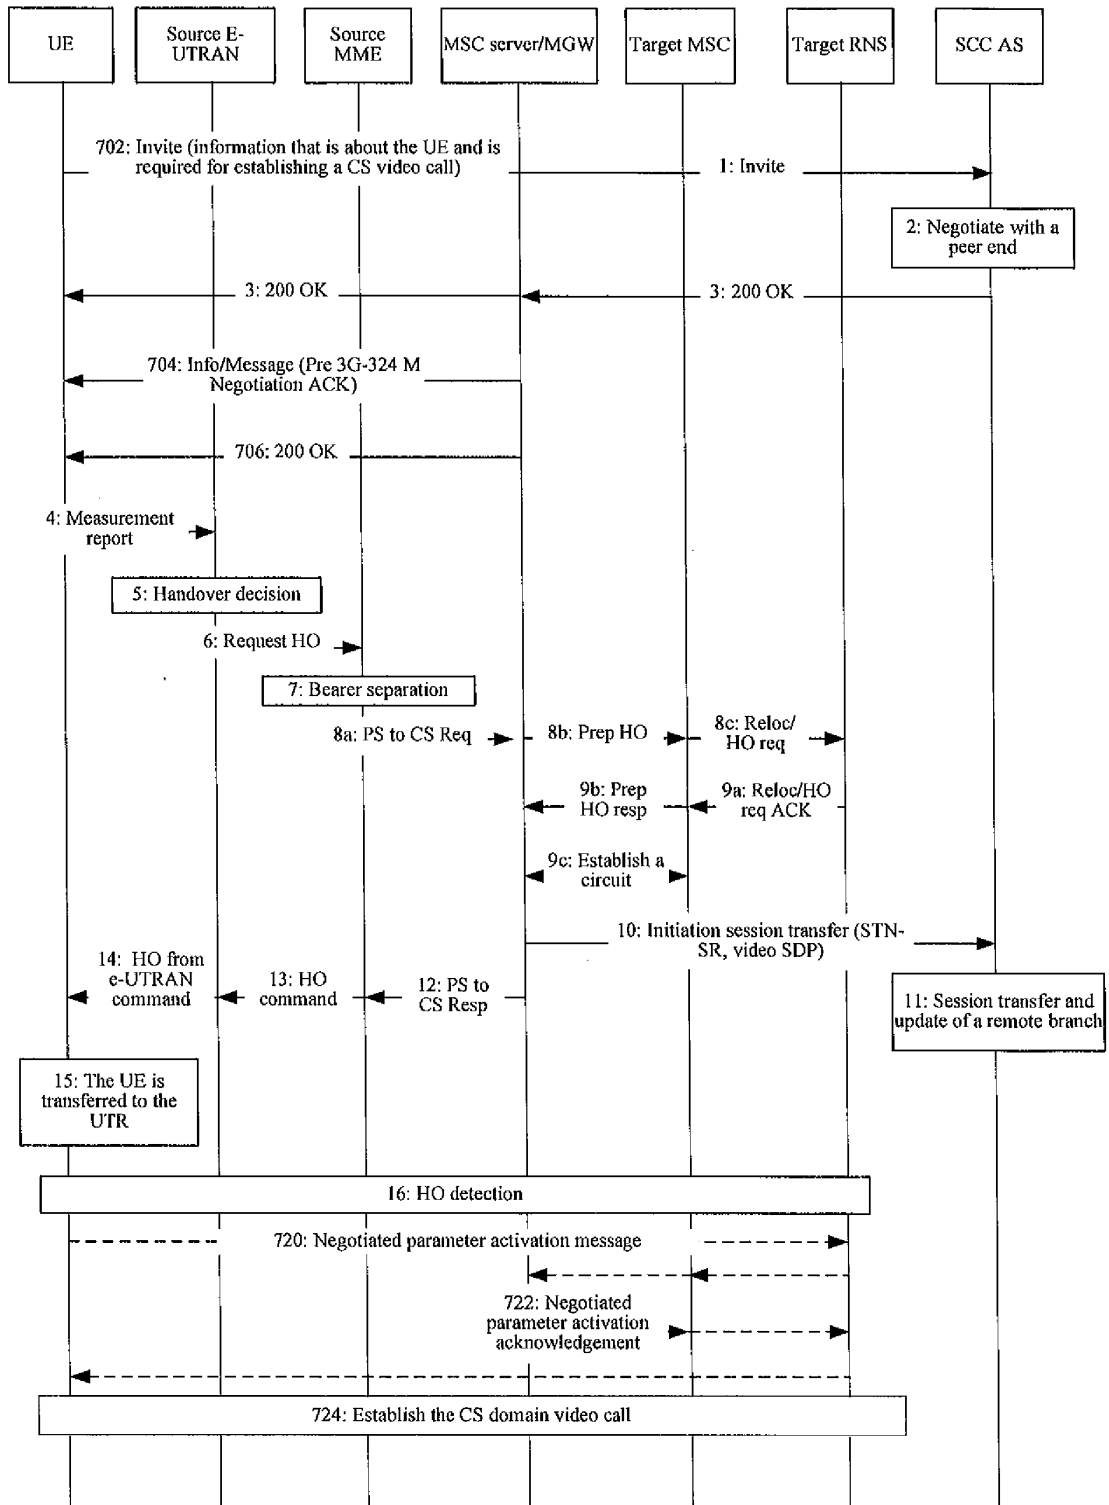 UE
Source E-
UTRAN
Source
MME
MSC server/MGW
Target MSC
Target RNS
SCC AS
702: Invite (information that is about the UE and is
required for establishing a CS video call)
1: Invite
2: Negotiate with a
peer end
3: 200 OK
3: 200 OK
704: Info/Message (Pre 3G-324 M
Negotiation ACK)
706: 200 OK
4: Measurement
report
5: Handover decision
6: Request HO
7: Bearer separation
8a: PS to CS Req
8b: Prep HO
8c: Reloc/
HO req
9b: Prep
HO resp
9a: Reloc/HO
req ACK
9c: Establish a
circuit
10: Initiation session transfer (STN-
SR, video SDP)
14: HO from
e-UTRAN
command
13: HO
command
12: PS to
CS Resp
11: Session transfer and
update of a remote branch
15: The UE is
transferred to the
UTR
16: HO detection
720: Negotiated parameter activation message
722: Negotiated
parameter activation
acknowledgement
724: Establish the CS domain video call